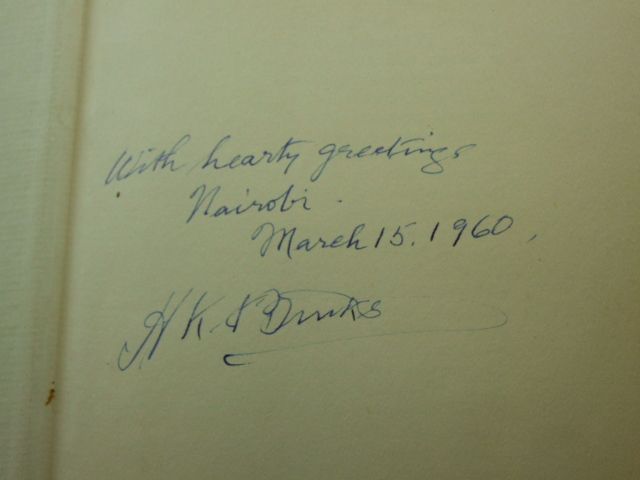 With hearty greetings
Nairobi.
March 15. 1960,
H K